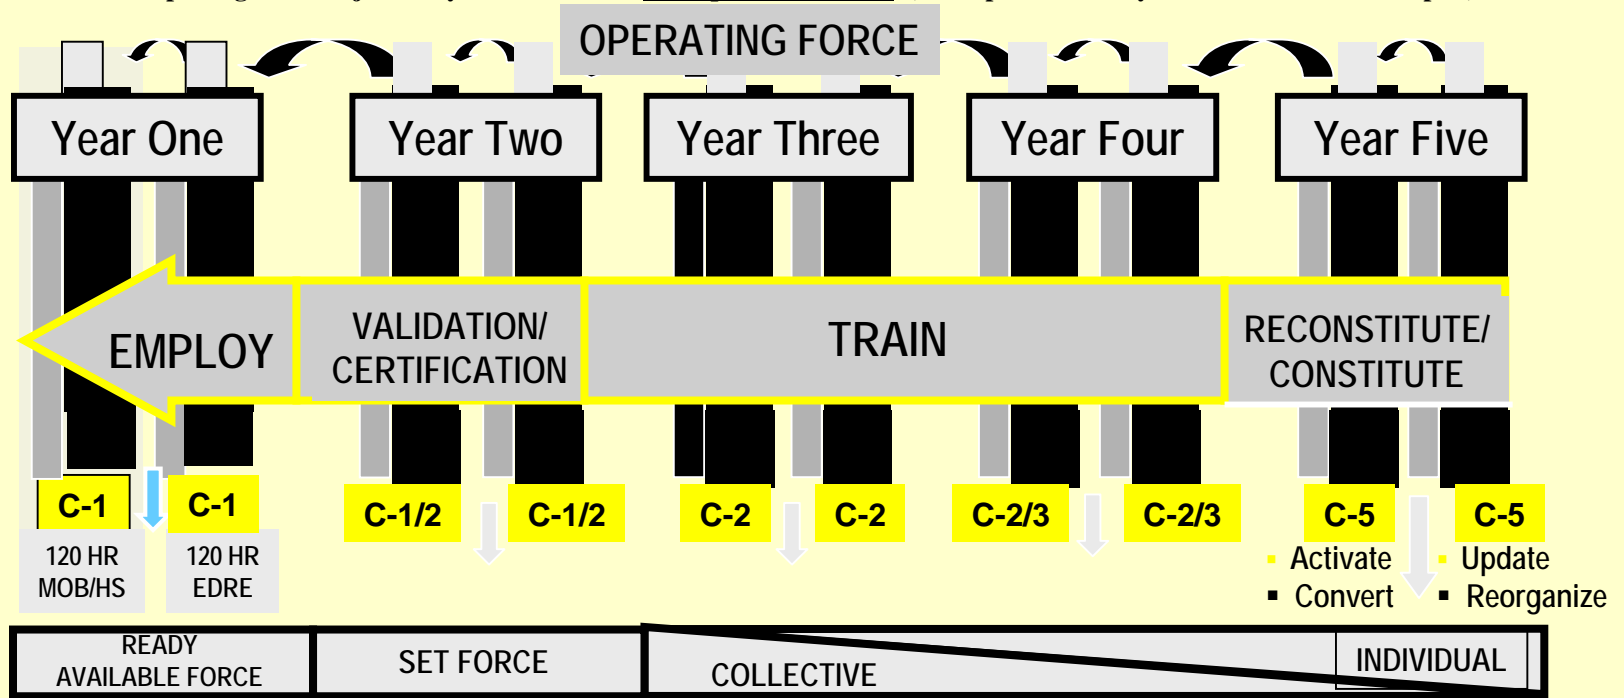 OPERATING FORCE
Year One
Year Two
Year Three
Year Four
Year Five
EMPLOY
VALIDATION/
CERTIFICATION
TRAIN
RECONSTITUTE/
CONSTITUTE
C-1
C-1
C-1/2
C-1/2
C-2
C-2
C-2/3
C-2/3
C-5
C-5
120 HR
MOB/HS
120 HR
EDRE
▪ Activate
▪ Convert
▪ Update
▪ Reorganize
READY
AVAILABLE FORCE
SET FORCE
COLLECTIVE
INDIVIDUAL